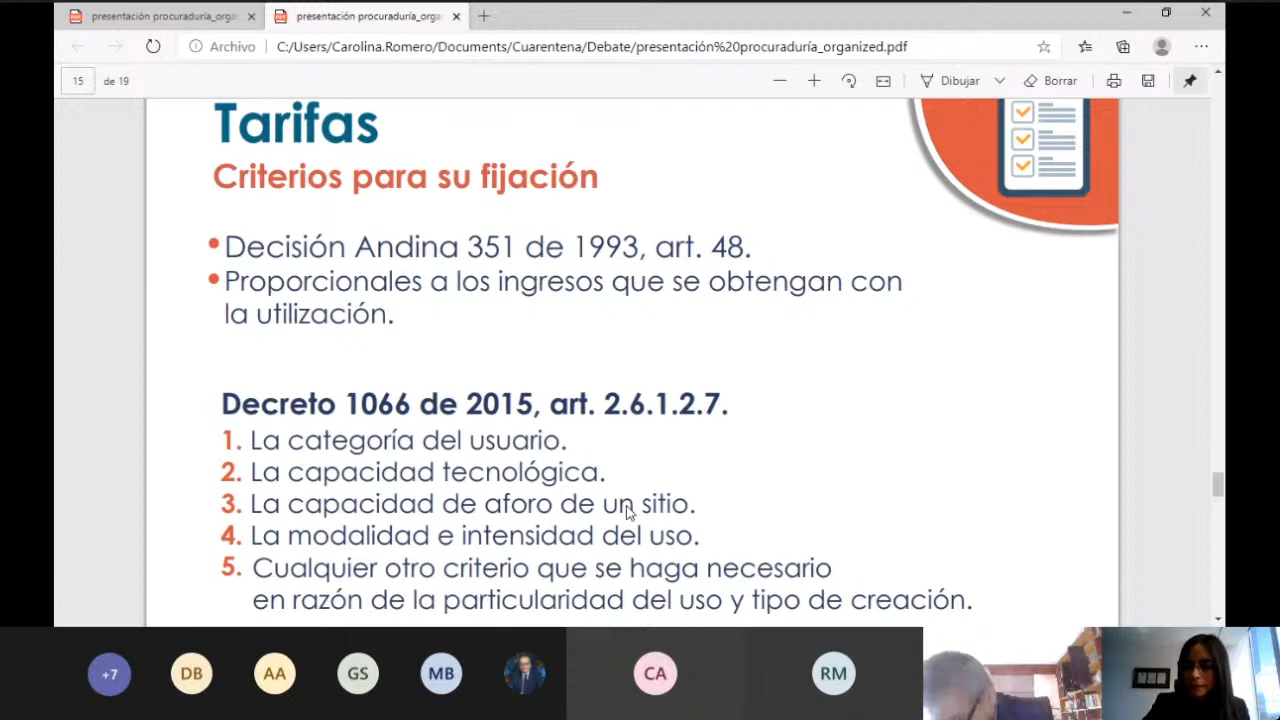 presentación procuraduría_orga
presentación procuraduría_orga
Archivo
C:/Users/Carolina.Romero/Documents/Cuarentena/Debate/presentación%20procuraduría_organized.pdf
15 de 19
Dibujar
Borrar
Tarifas
Criterios para su fijación
Decisión Andina 351 de 1993, art. 48.
Proporcionales a los ingresos que se obtengan con
la utilización.
Decreto 1066 de 2015, art. 2.6.1.2.7.
1. La categoría del usuario.
2. La capacidad tecnológica.
3. La capacidad de aforo de un sitio.
4. La modalidad e intensidad del uso.
5. Cualquier otro criterio que se haga necesario
en razón de la particularidad del uso y tipo de creación.
+7 DB AA GS MB CA RM